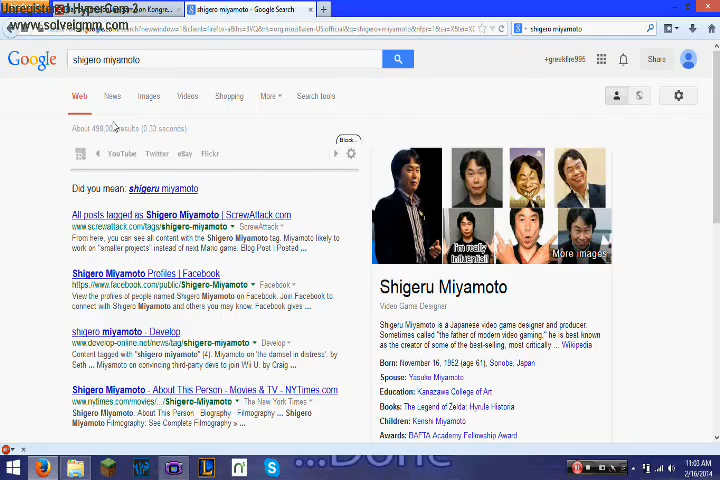 Unregistered HyperCam 2
www.solveigmm.com
on Kongre...
shigero miyamoto - Google Search
shigero miyamoto
Google
shigero miyamoto
+greekfire995
Share
Web
News
Images
Videos
Shopping
More
Search tools
results (0.33 seconds)
Block...
YouTube
Twitter
eBay
Flickr
Did you mean: shigeru miyamoto
All posts tagged as Shigero Miyamoto | ScrewAttack.com
www.screwattack.com/tags/shigero-miyamoto
ScrewAttack
From here, you can see all content with the Shigero Miyamoto tag. Miyamoto likely to
work on "smaller projects" instead of next Mario game. Blog Post | Posted ...
Shigero Miyamoto Profiles | Facebook
https://www.facebook.com/public/Shigero-Miyamoto
Facebook
View the profiles of people named Shigero Miyamoto on Facebook. Join Facebook to
connect with Shigero Miyamoto and others you may know. Facebook gives ...
shigero miyamoto - Develop
www.develop-online.net/news/tag/shigero-miyamoto
Develop
Content tagged with "shigero miyamoto" (4). Miyamoto on 'the damsel in distress'. by
Seth ... Miyamoto on convincing third-party devs to join Wii U. by Craig ...
Shigero Miyamoto - About This Person - Movies & TV - NYTimes.com
www.nytimes.com/movies/.../Shigero-Miyamoto
The New York Times
Shigero Miyamoto. About This Person · Biography · Filmography ... Shigero
Miyamoto Filmography: See Complete Filmography » ...
I'm really
influential!
More images
Shigeru Miyamoto
Video Game Designer
Shigeru Miyamoto is a Japanese video game designer and producer.
Sometimes called "the father of modern video gaming," he is best known
as the creator of some of the best-selling, most critically ... Wikipedia
Born: November 16, 1952 (age 61), Sonobe, Japan
Spouse: Yasuko Miyamoto
Education: Kanazawa College of Art
Books: The Legend of Zelda: Hyrule Historia
Children: Kenshi Miyamoto
Awards: BAFTA Academy Fellowship Award
...Done
11:03 AM
2/16/2014